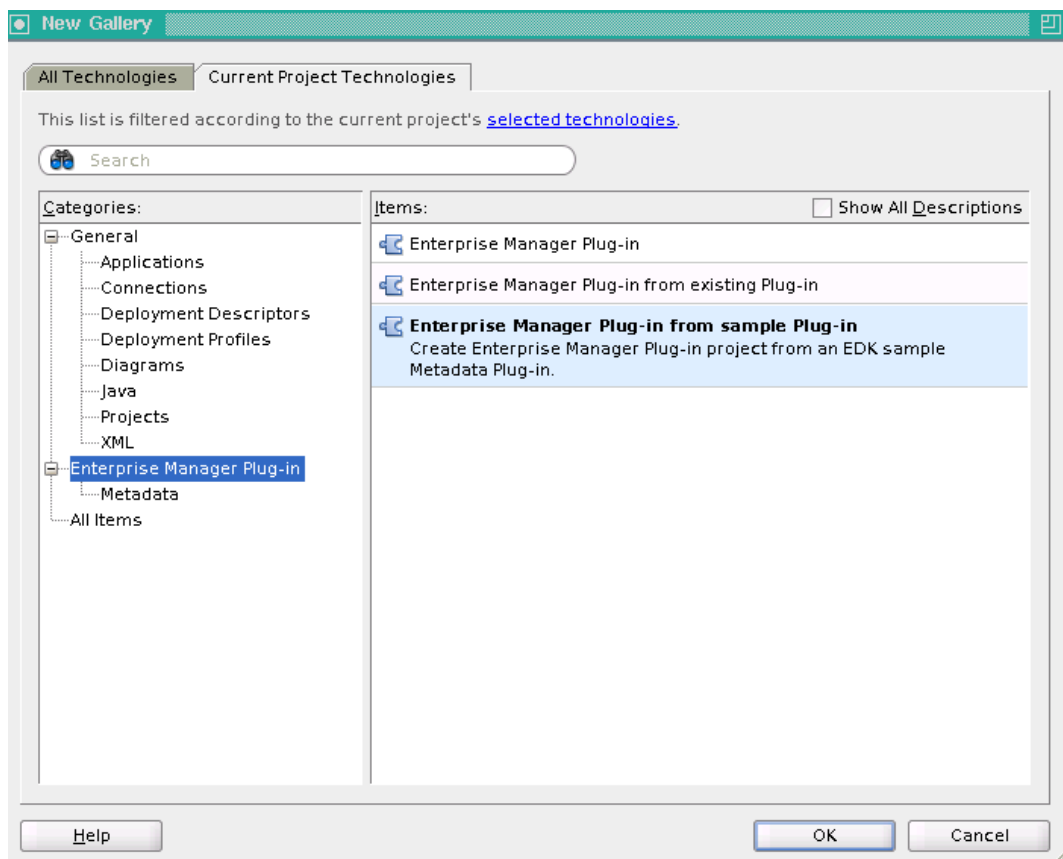 New Gallery
All Technologies
Current Project Technologies
This list is filtered according to the current project's selected technologies.
Search
Categories:
General
Applications
Connections
Deployment Descriptors
Deployment Profiles
Diagrams
Java
Projects
XML
Enterprise Manager Plug-in
Metadata
All Items
Items:
Show All Descriptions
Enterprise Manager Plug-in
Enterprise Manager Plug-in from existing Plug-in
Enterprise Manager Plug-in from sample Plug-in
Create Enterprise Manager Plug-in project from an EDK sample
Metadata Plug-in.
Help
OK
Cancel